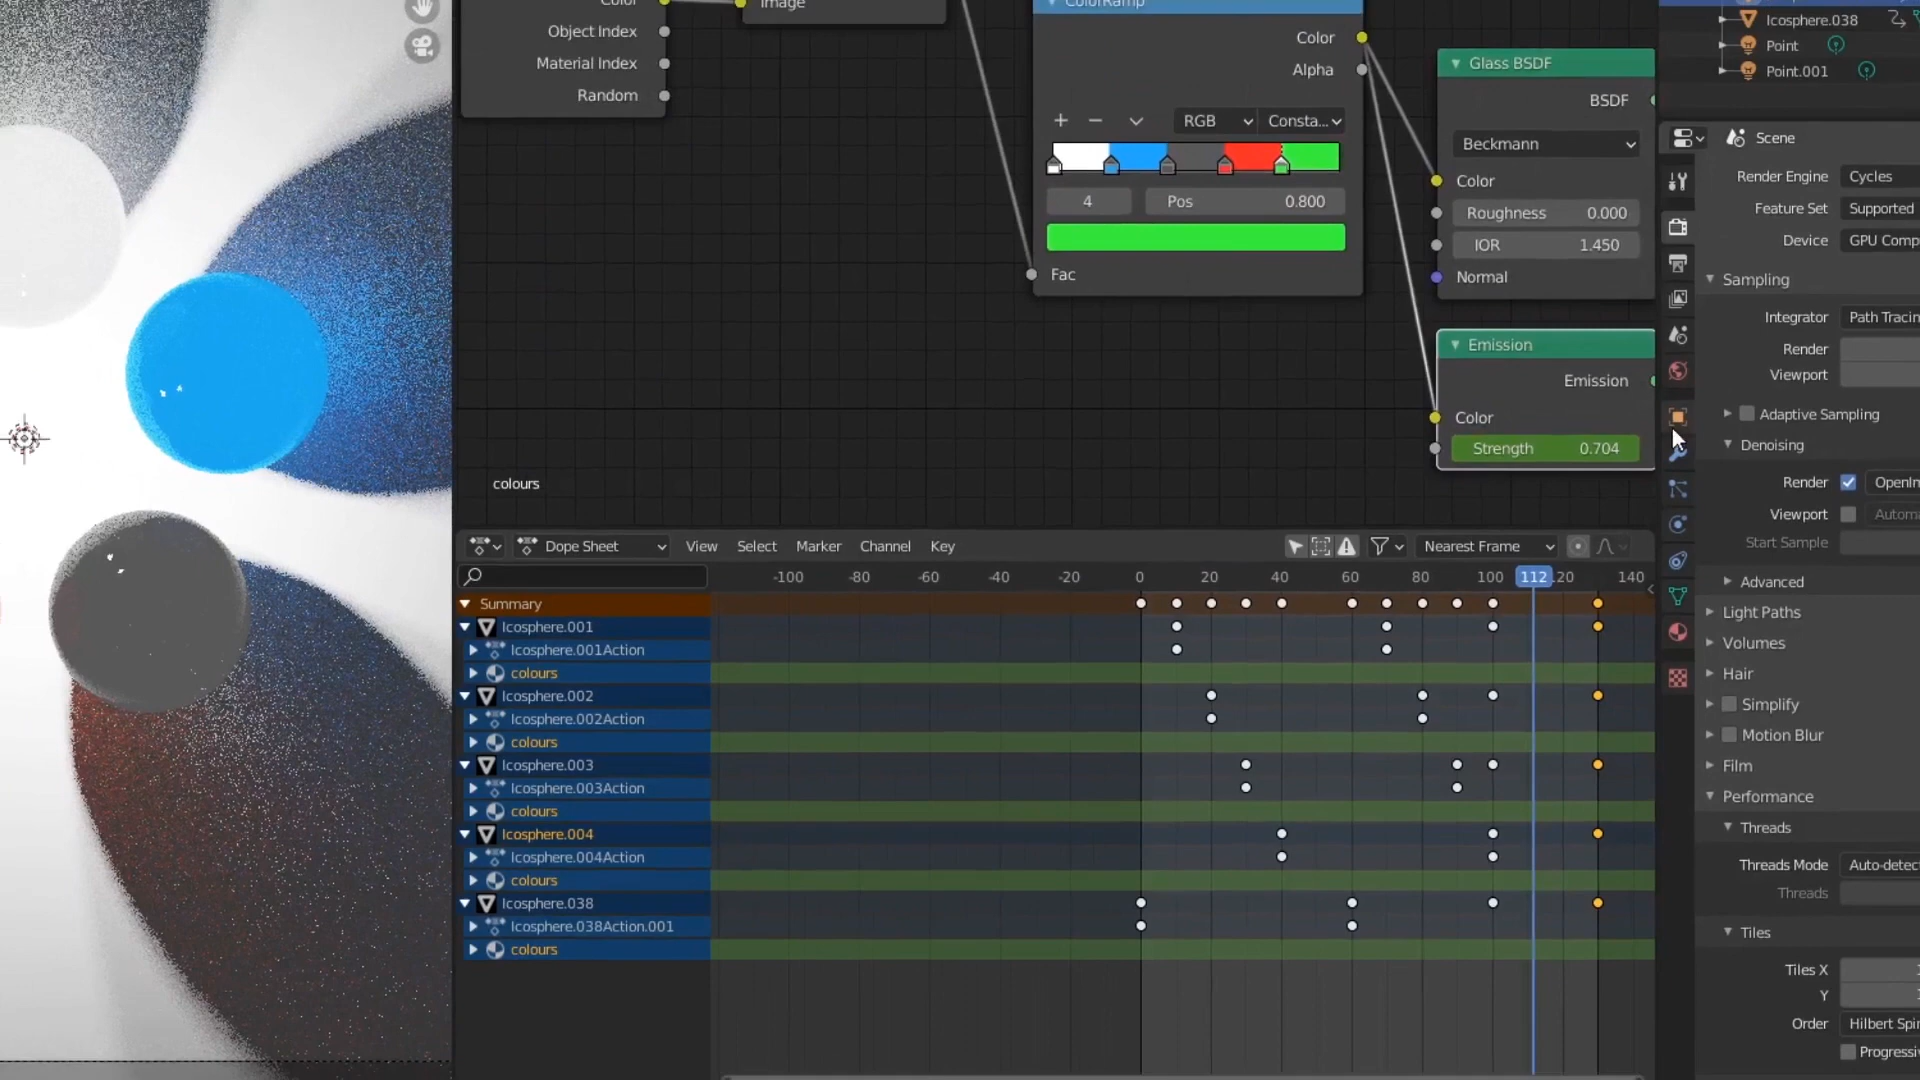 Color
Object Index
Material Index
Random
Image
ColorRamp
Color
Alpha
RGB
Consta...
4
Pos 0.800
Fac
Glass BSDF
BSDF
Beckmann
Color
Roughness 0.000
IOR 1.450
Normal
Emission
Emission
Color
Strength 0.704
colours
Icosphere.038
Point
Point.001
Scene
Render Engine Cycles
Feature Set Supported
Device GPU Comp
Sampling
Integrator Path Tracin
Render
Viewport
Adaptive Sampling
Denoising
Render OpenIm
Viewport Autom
Start Sample
Advanced
Light Paths
Volumes
Hair
Simplify
Motion Blur
Film
Performance
Threads
Threads Mode Auto-detec
Threads
Tiles
Tiles X
Y
Order Hilbert Spir
Progressiv
Dope Sheet View Select Marker Channel Key Nearest Frame
-100 -80 -60 -40 -20 0 20 40 60 80 100 112 20 140
Summary
Icosphere.001
Icosphere.001Action
colours
Icosphere.002
Icosphere.002Action
colours
Icosphere.003
Icosphere.003Action
colours
Icosphere.004
Icosphere.004Action
colours
Icosphere.038
Icosphere.038Action.001
colours